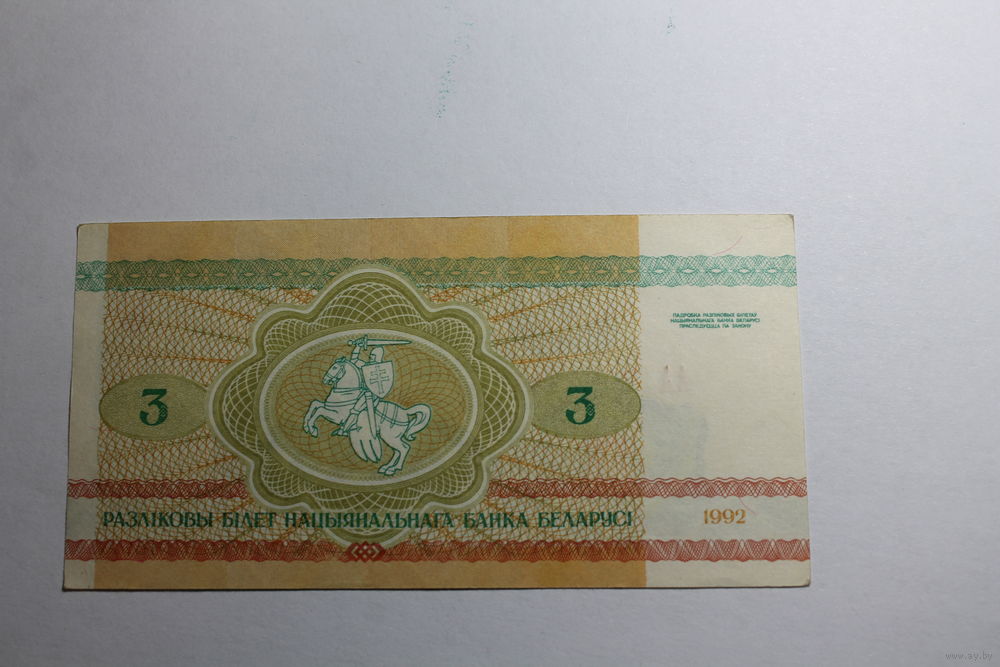 ПАДРОБКА РАЗЛІКОВЫХ БІЛЕТАЎ
НАЦЫЯНАЛЬНАГА БАНКА БЕЛАРУСІ
ПРАСЛЕДУЕЦЦА ПА ЗАКОНУ
3 3
РАЗЛІКОВЫ БІЛЕТ НАЦЫЯНАЛЬНАГА БАНКА БЕЛАРУСІ 1992
www.ay.by